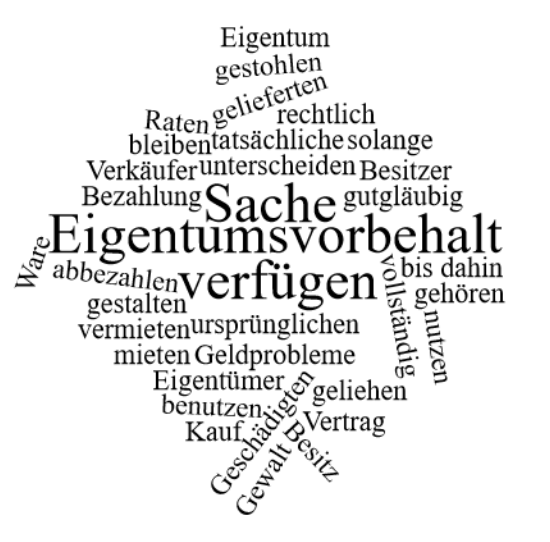 Eigentum
gestohlen
gelieferten
Raten
rechtlich
bleiben tatsächliche solange
Verkäufer unterscheiden Besitzer
Bezahlung Sache gutgläubig
Eigentumsvorbehalt
Ware
abbezahlen verfügen bis dahin
gestalten gehören
vollständig
nutzen
vermieten ursprünglichen
mieten Geldprobleme
Eigentümer geliehen
benutzen
Geschädigten
Vertrag
Kauf
Besitz
Gewalt